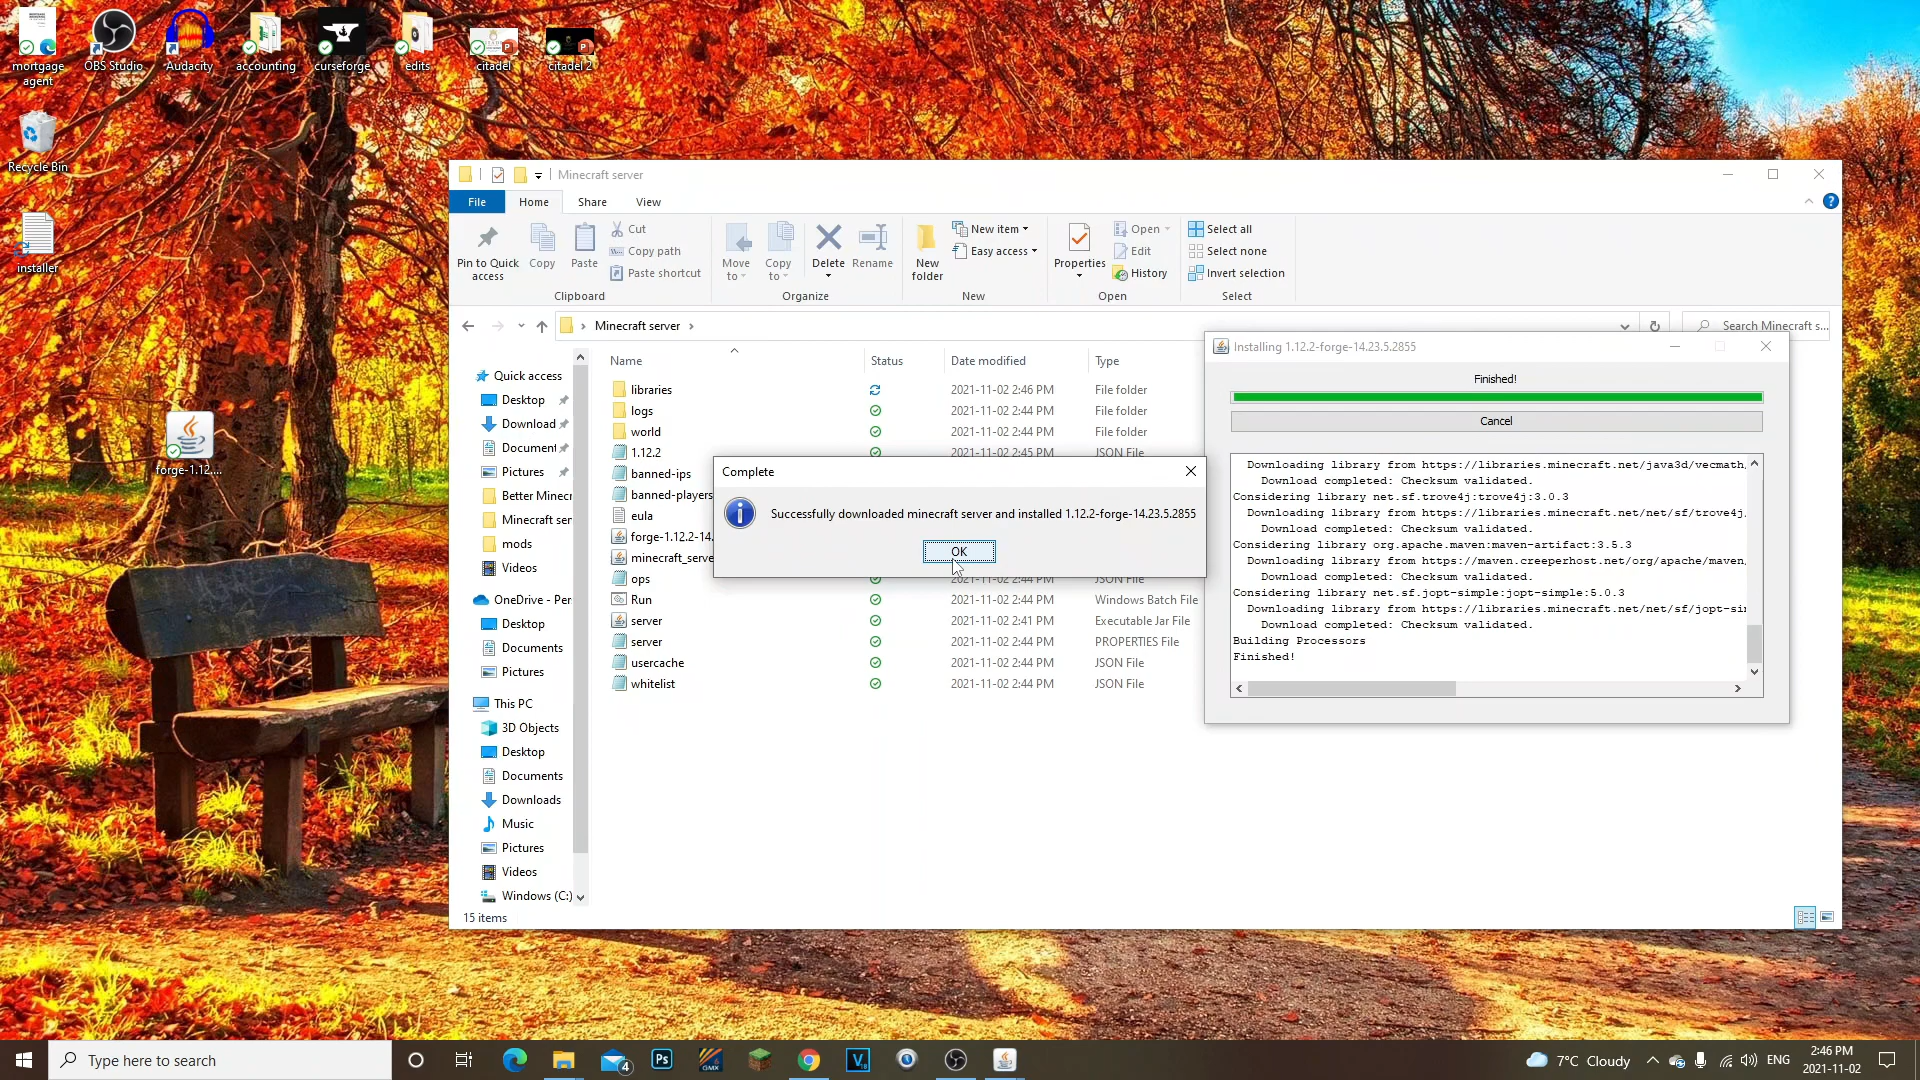 mortgage
agent
OBS Studio
Audacity
accounting
curseforge
edits
citadel
citadel 2
Recycle Bin
installer
forge-1.12....
Minecraft server
File
Home
Share
View
Pin to Quick
access
Copy
Paste
Cut
Copy path
Paste shortcut
Clipboard
Move
to
Copy
to
Delete
Rename
Organize
New
folder
New item
Easy access
New
Properties
Open
Edit
History
Open
Select all
Select none
Invert selection
Select
Minecraft server
Search Minecraft s...
Name
Status
Date modified
Type
Quick access
Desktop
Download
Document
Pictures
Better Minecr
Minecraft ser
mods
Videos
OneDrive - Per
Desktop
Documents
Pictures
This PC
3D Objects
Desktop
Documents
Downloads
Music
Pictures
Videos
Windows (C:)
15 items
libraries 2021-11-02 2:46 PM File folder
logs 2021-11-02 2:44 PM File folder
world 2021-11-02 2:44 PM File folder
1.12.2 2021-11-02 2:45 PM JSON File
banned-ips
banned-players
eula
forge-1.12.2-14.
minecraft_serve
ops 2021-11-02 2:44 PM JSON File
Run 2021-11-02 2:44 PM Windows Batch File
server 2021-11-02 2:41 PM Executable Jar File
server 2021-11-02 2:44 PM PROPERTIES File
usercache 2021-11-02 2:44 PM JSON File
whitelist 2021-11-02 2:44 PM JSON File
Complete
Successfully downloaded minecraft server and installed 1.12.2-forge-14.23.5.2855
OK
Installing 1.12.2-forge-14.23.5.2855
Finished!
Cancel
Downloading library from https://libraries.minecraft.net/java3d/vecmath,
Download completed: Checksum validated.
Considering library net.sf.trove4j:trove4j:3.0.3
Downloading library from https://libraries.minecraft.net/net/sf/trove4j,
Download completed: Checksum validated.
Considering library org.apache.maven:maven-artifact:3.5.3
Downloading library from https://maven.creeperhost.net/org/apache/maven,
Download completed: Checksum validated.
Considering library net.sf.jopt-simple:jopt-simple:5.0.3
Downloading library from https://libraries.minecraft.net/net/sf/jopt-si
Download completed: Checksum validated.
Building Processors
Finished!
Type here to search
4
Ps
GMX
V
18
7°C Cloudy
ENG
2:46 PM
2021-11-02